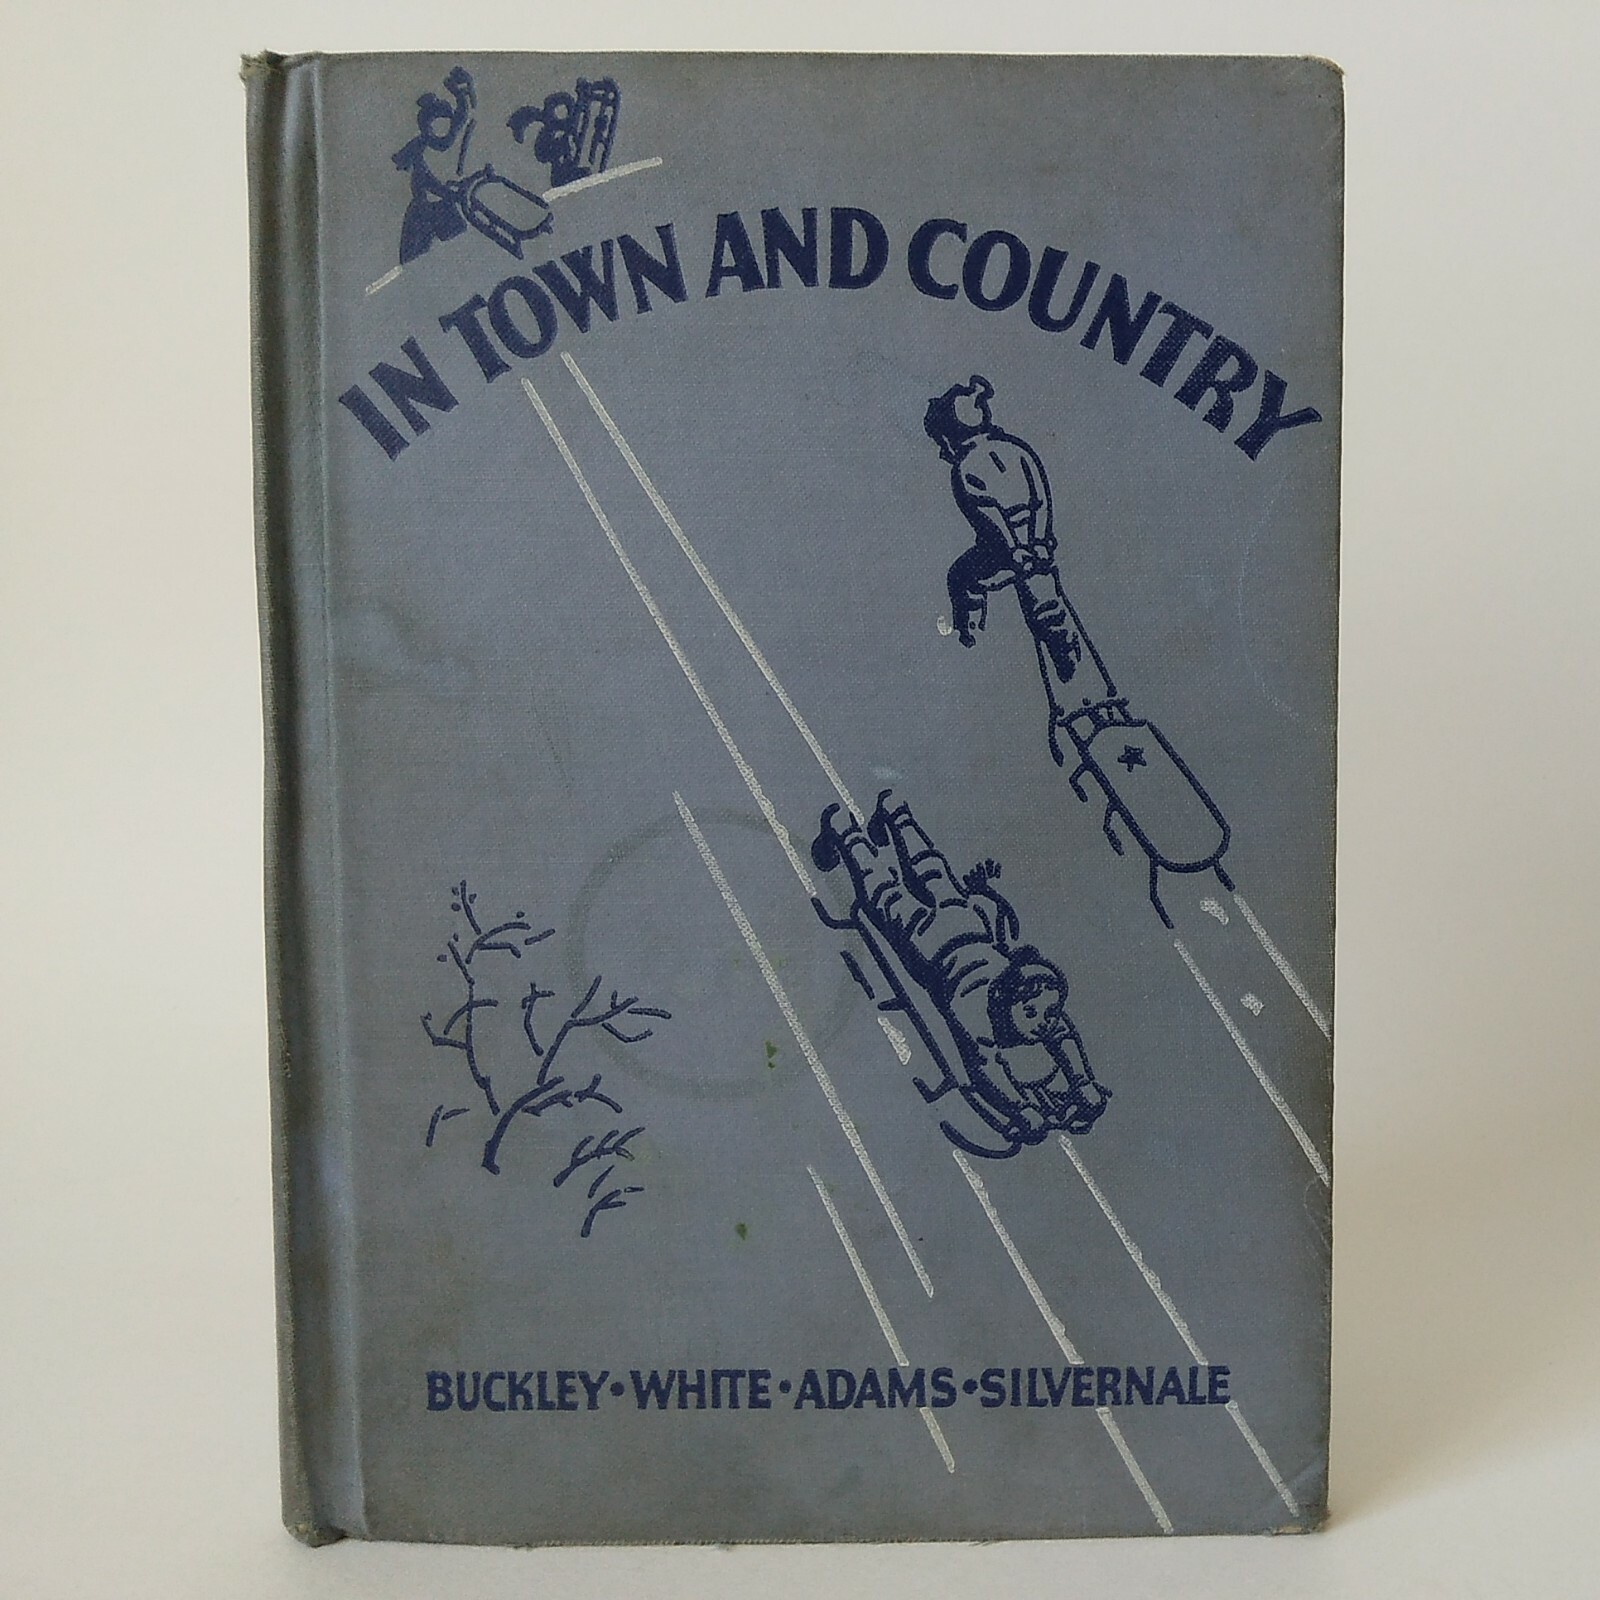 IN TOWN AND COUNTRY
BUCKLEY•WHITE•ADAMS•SILVERNALE